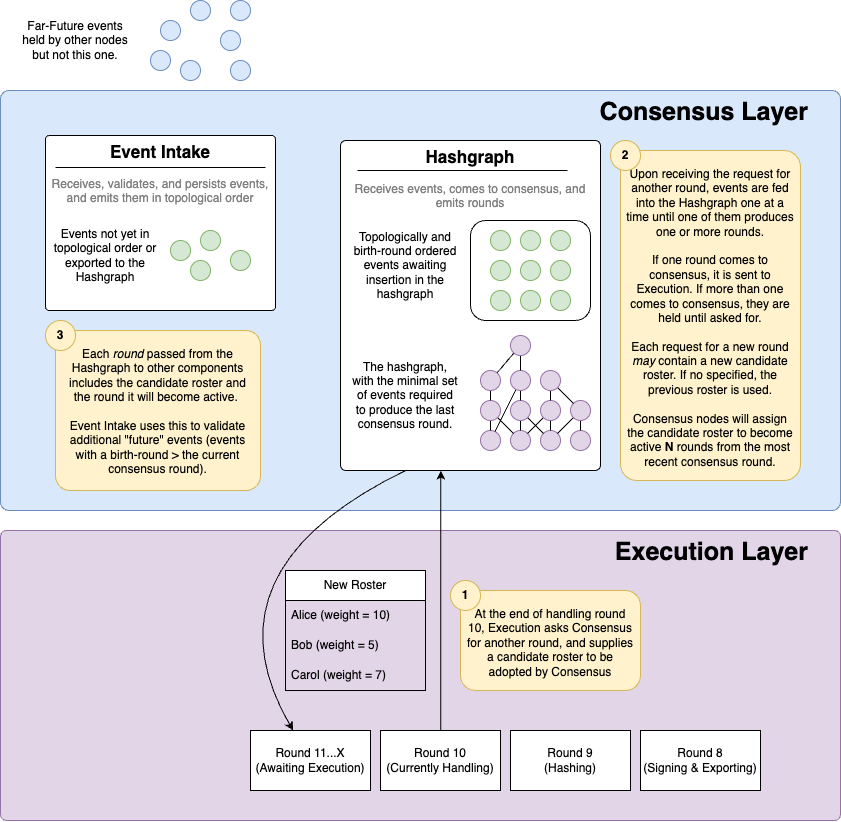 Far-Future events
held by other nodes
but not this one.
Consensus Layer
Event Intake
Receives, validates, and persists events,
and emits them in topological order
Events not yet in
topological order or
exported to the
Hashgraph
Hashgraph
Receives events, comes to consensus, and
emits rounds
Topologically and
birth-round ordered
events awaiting
insertion in the
hashgraph
The hashgraph,
with the minimal set
of events required
to produce the last
consensus round.
2
Upon receiving the request for
another round, events are fed
into the Hashgraph one at a
time until one of them produces
one or more rounds.
If one round comes to
consensus, it is sent to
Execution. If more than one
comes to consensus, they are
held until asked for.
Each request for a new round
may contain a new candidate
roster. If no specified, the
previous roster is used.
Consensus nodes will assign
the candidate roster to become
active N rounds from the most
recent consensus round.
3
Each round passed from the
Hashgraph to other components
includes the candidate roster and
the round it will become active.
Event Intake uses this to validate
additional "future" events (events
with a birth-round > the current
consensus round).
Execution Layer
New Roster
Alice (weight = 10)
Bob (weight = 5)
Carol (weight = 7)
1
At the end of handling round
10, Execution asks Consensus
for another round, and supplies
a candidate roster to be
adopted by Consensus
Round 11...X
(Awaiting Execution)
Round 10
(Currently Handling)
Round 9
(Hashing)
Round 8
(Signing & Exporting)